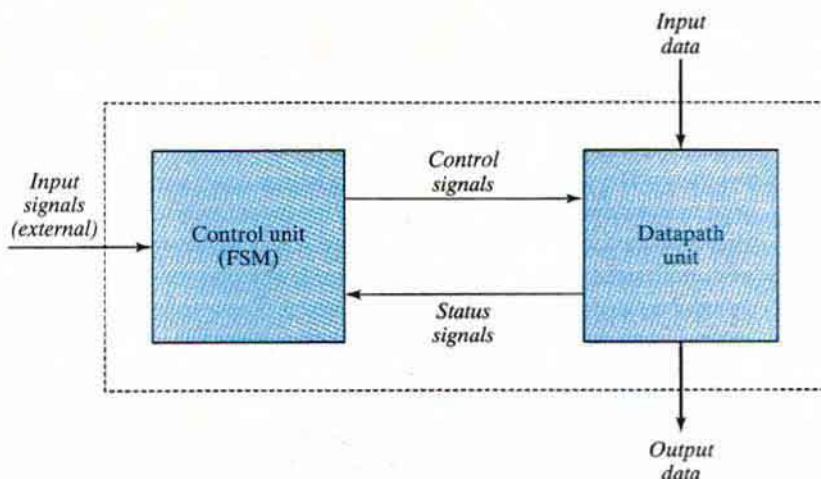 Input
data
Input
signals
(external)
Control unit
(FSM)
Control
signals
Status
signals
Datapath
unit
Output
data